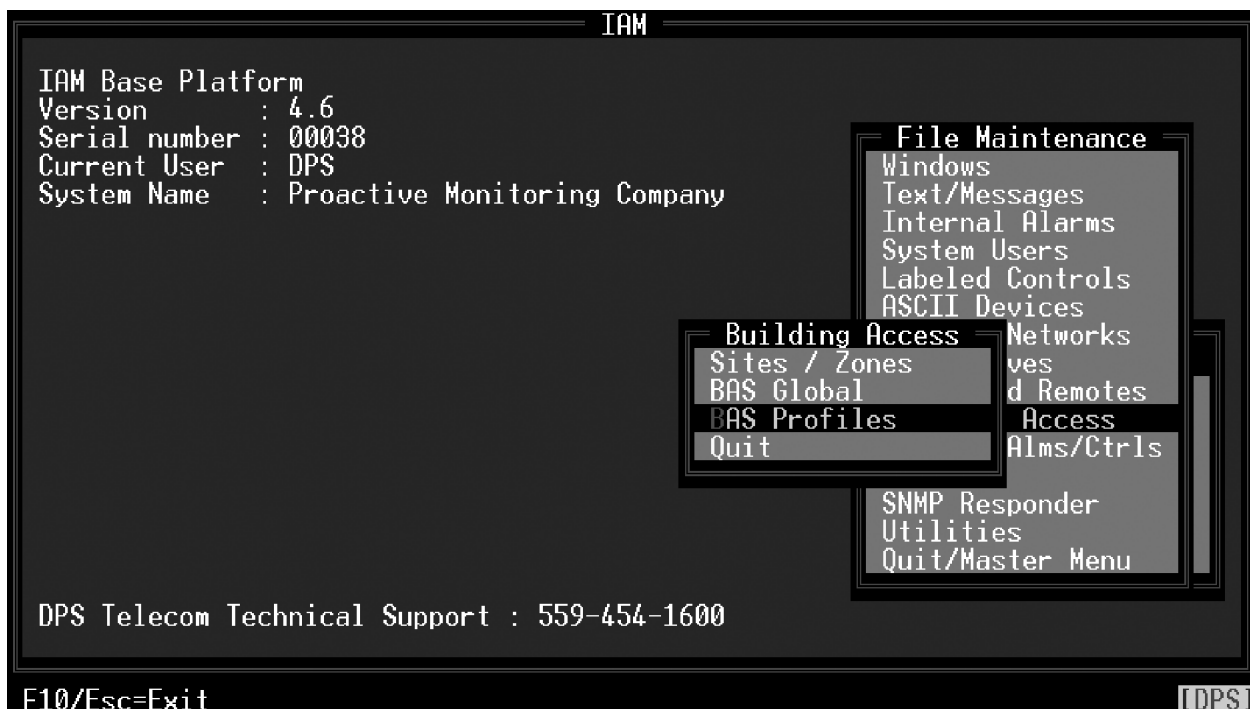 IAM
IAM Base Platform
Version : 4.6
Serial number : 00038
Current User : DPS
System Name : Proactive Monitoring Company
File Maintenance
Windows
Text/Messages
Internal Alarms
System Users
Labeled Controls
ASCII Devices
Networks
ves
d Remotes
Access
Alms/Ctrls
SNMP Responder
Utilities
Quit/Master Menu
Building Access
Sites / Zones
BAS Global
BAS Profiles
Quit
DPS Telecom Technical Support : 559-454-1600
F10/Esc=Exit
[DPS]